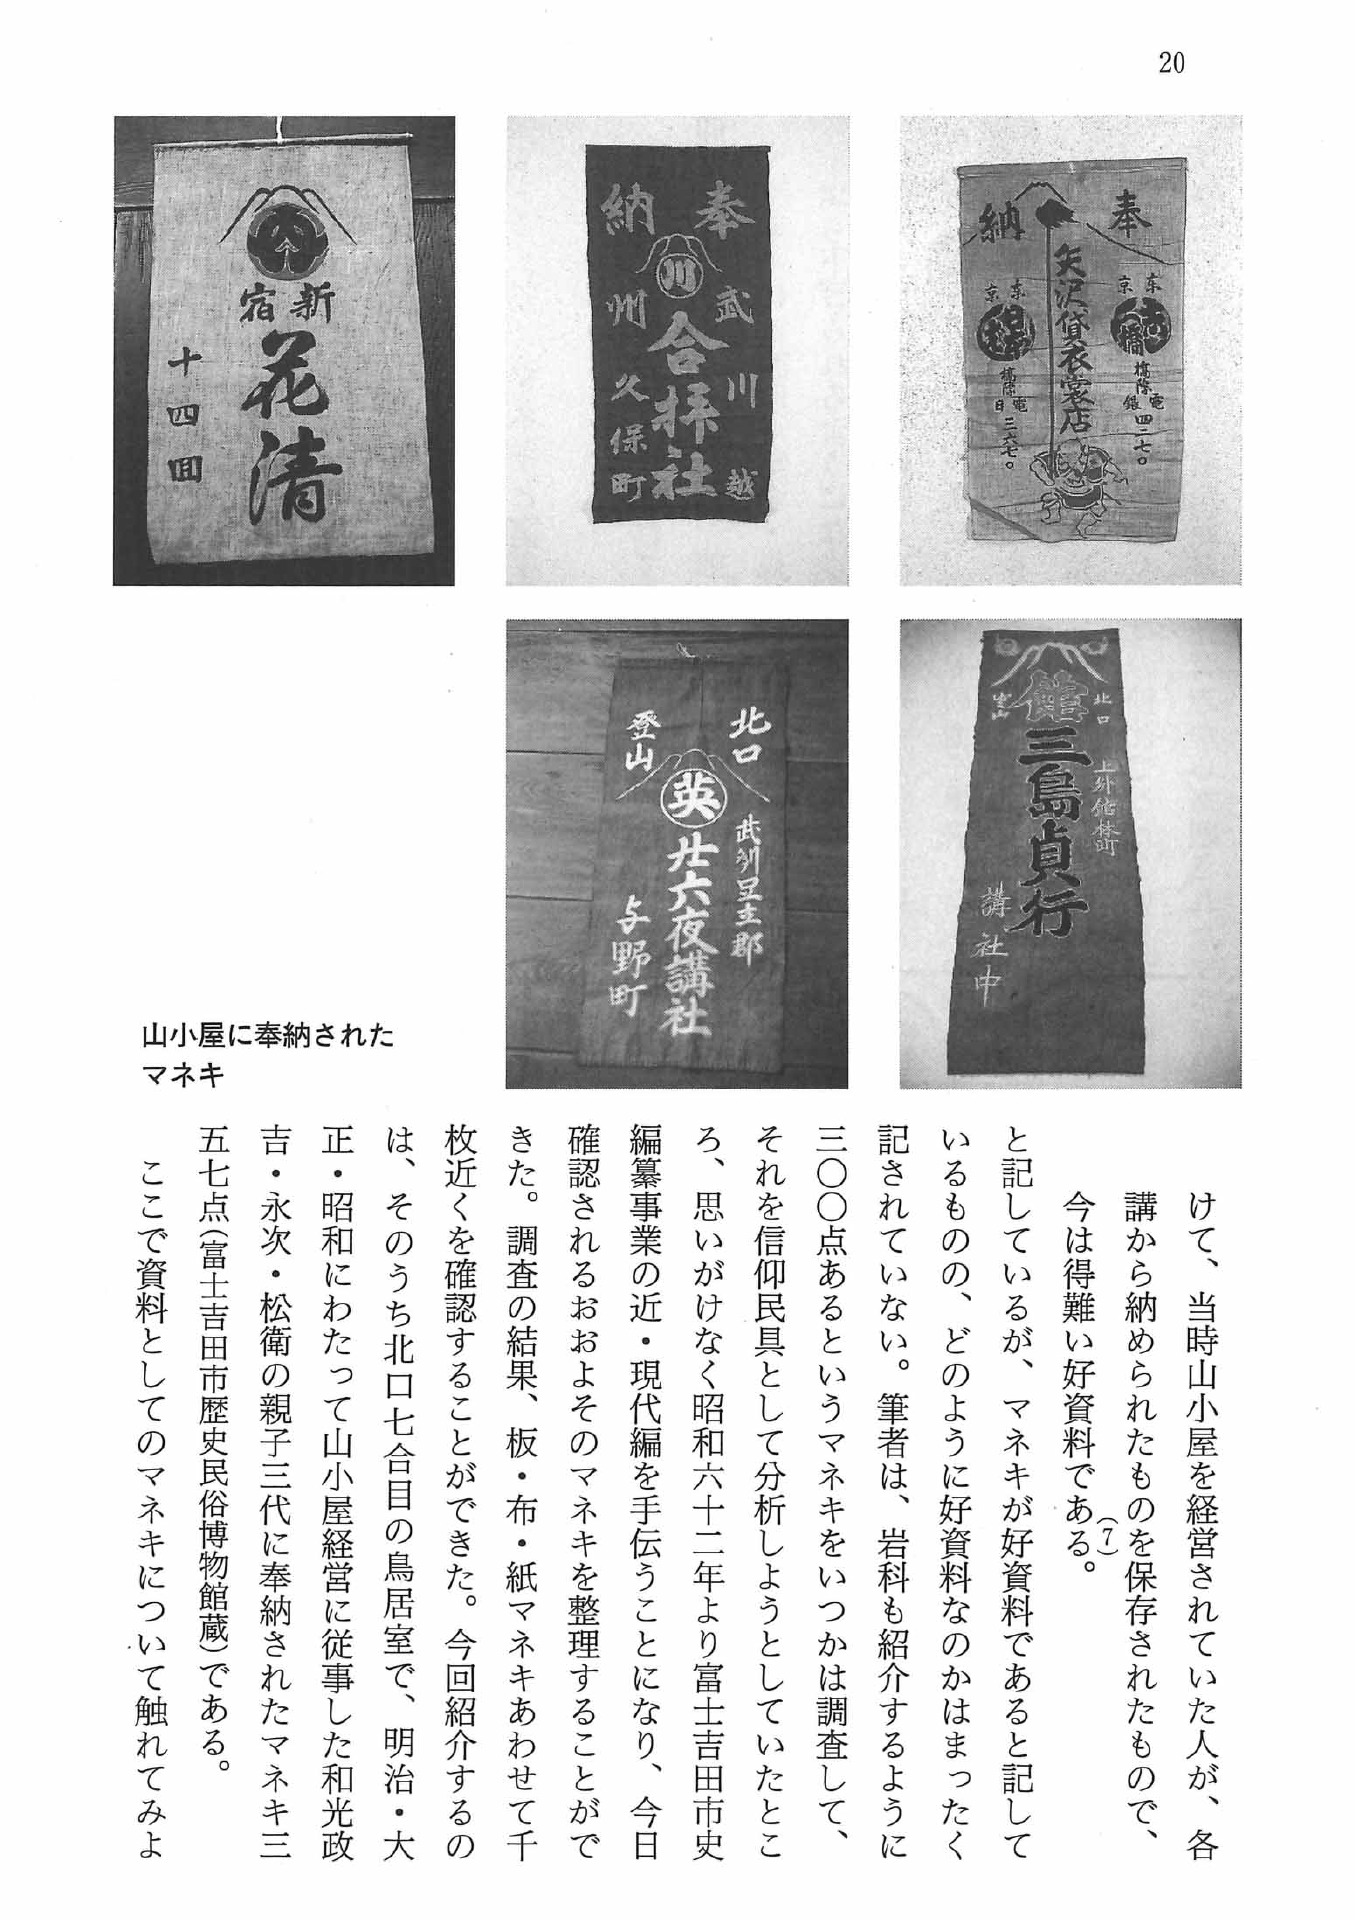 20
奉納
矢沢貸衣裳店
東京
橋際
電
四二七〇
東京
橋際
電
三六七〇
奉納
川
武州
川越
久保町
合拝社
新宿
花清
十四回
北口
登山
三島貞行
講社中
北口
登山
英
廿六夜講社
与野町
山小屋に奉納された
マネキ
けて、当時山小屋を経営されていた人が、各
講から納められたものを保存されたもので、
今は得難い好資料である。(7)
と記しているが、マネキが好資料であると記して
いるものの、どのように好資料なのかはまったく
記されていない。筆者は、岩科も紹介するように
三〇〇点あるというマネキをいつかは調査して、
それを信仰民具として分析しようとしていたとこ
ろ、思いがけなく昭和六十二年より富士吉田市史
編纂事業の近・現代編を手伝うことになり、今日
確認されるおおよそのマネキを整理することがで
きた。調査の結果、板・布・紙マネキあわせて千
枚近くを確認することができた。今回紹介するの
は、そのうち北口七合目の鳥居室で、明治・大
正・昭和にわたって山小屋経営に従事した和光政
吉・永次・松衛の親子三代に奉納されたマネキ三
五七点(富士吉田市歴史民俗博物館蔵)である。
ここで資料としてのマネキについて触れてみよ